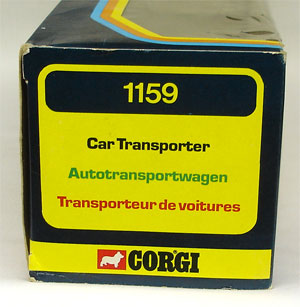 1159
Car Transporter
Autotransportwagen
Transporteur de voitures
CORGI